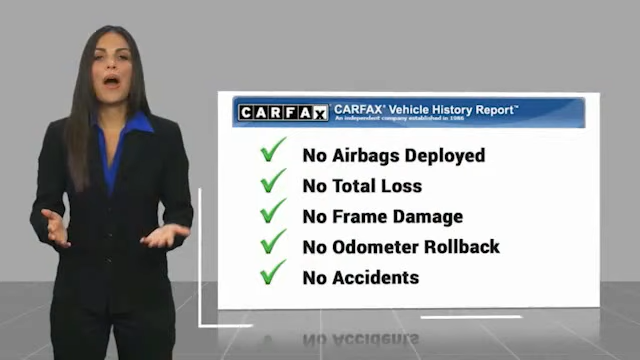 CARFAX CARFAX® Vehicle History Report™
An independent company established in 1986
No Airbags Deployed
No Total Loss
No Frame Damage
No Odometer Rollback
No Accidents